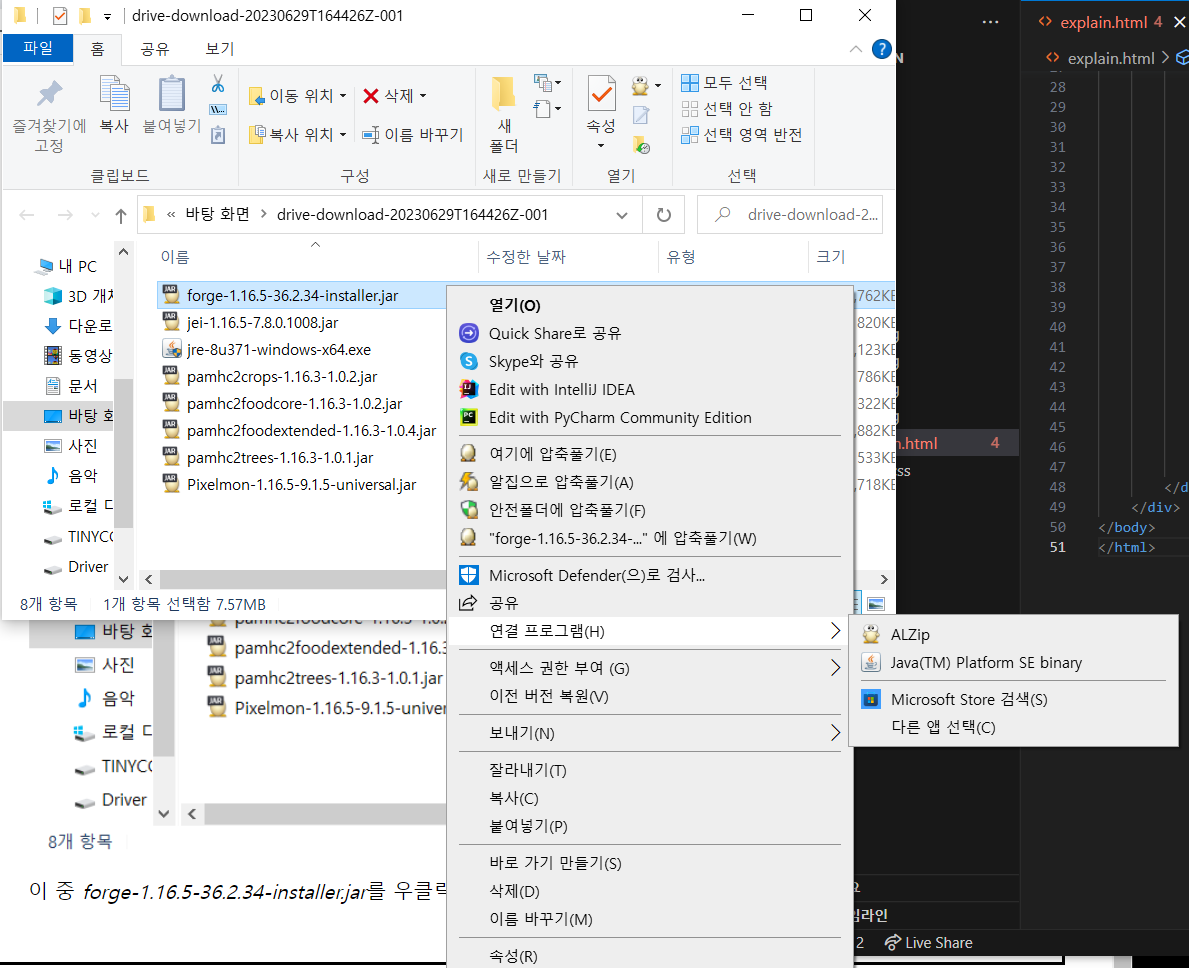 drive-download-20230629T164426Z-001
파일 홈 공유 보기
즐겨찾기에 고정
복사
붙여넣기
이동 위치
복사 위치
삭제
이름 바꾸기
새 폴더
속성
모두 선택
선택 안 함
선택 영역 반전
클립보드 구성 새로 만들기 열기 선택
« 바탕 화면 > drive-download-20230629T164426Z-001
drive-download-2...
이름 수정한 날짜 유형 크기
내 PC
3D 개체
다운로
동영상
문서
바탕 화
사진
음악
로컬 디
TINYCO
Driver
forge-1.16.5-36.2.34-installer.jar ,762KB
jei-1.16.5-7.8.0.1008.jar 820KB
jre-8u371-windows-x64.exe ,123KB
pamhc2crops-1.16.3-1.0.2.jar 786KB
pamhc2foodcore-1.16.3-1.0.2.jar 322KB
pamhc2foodextended-1.16.3-1.0.4.jar ,882KB
pamhc2trees-1.16.3-1.0.1.jar 533KB
Pixelmon-1.16.5-9.1.5-universal.jar ,718KB
8개 항목 1개 항목 선택함 7.57MB
열기(O)
Quick Share로 공유
Skype와 공유
Edit with IntelliJ IDEA
Edit with PyCharm Community Edition
여기에 압축풀기(E)
알집으로 압축풀기(A)
안전폴더에 압축풀기(F)
"forge-1.16.5-36.2.34-..." 에 압축풀기(W)
Microsoft Defender(으)로 검사...
공유
연결 프로그램(H)
액세스 권한 부여 (G)
이전 버전 복원(V)
보내기(N)
잘라내기(T)
복사(C)
붙여넣기(P)
바로 가기 만들기(S)
삭제(D)
이름 바꾸기(M)
속성(R)
ALZip
Java(TM) Platform SE binary
Microsoft Store 검색(S)
다른 앱 선택(C)
바탕 화
사진
음악
로컬 디
TINYCO
Driver
pamhc2foodcore-1.16.3-1.0.
pamhc2foodextended-1.16.3
pamhc2trees-1.16.3-1.0.1.jar
Pixelmon-1.16.5-9.1.5-univer
8개 항목
이 중 forge-1.16.5-36.2.34-installer.jar를 우클릭
explain.html 4
explain.html >
28
29
30
31
32
33
34
35
36
37
38
39
40
41
42
43
44
45
46
47
48 </d
49 </div>
50 </body>
51 </html>
n.html 4
ss
임라인
2 Live Share